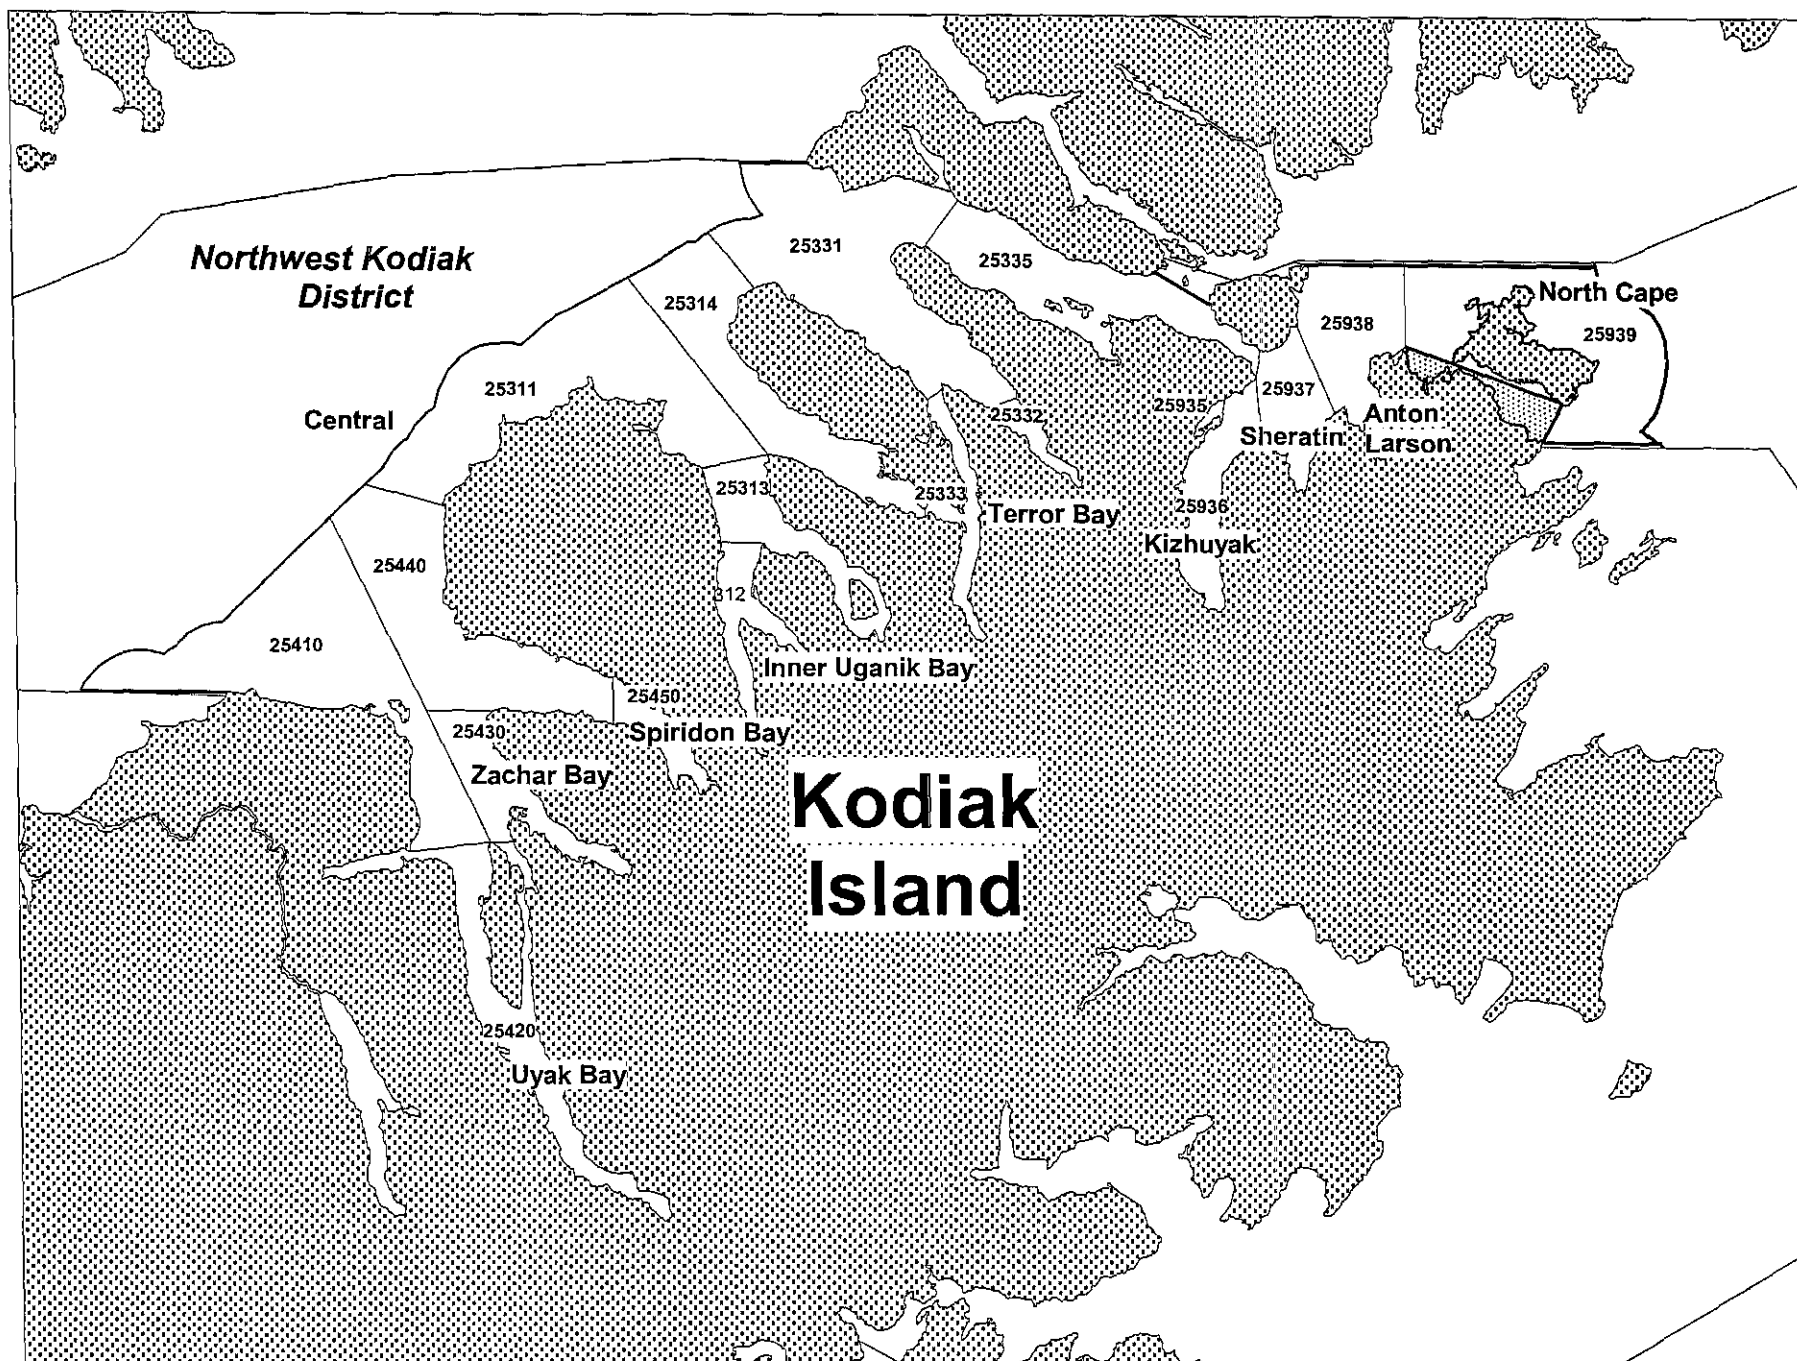 Northwest Kodiak
District
25331
25335
25314
North Cape
25938
25939
25311
Central
25937
25935
25332
Anton
Larson
Sheratin
25313
25333
Terror Bay
25936
Kizhuyak
25440
312
25410
Inner Uganik Bay
25450
Spiridon Bay
25430
Zachar Bay
Kodiak
Island
25420
Uyak Bay